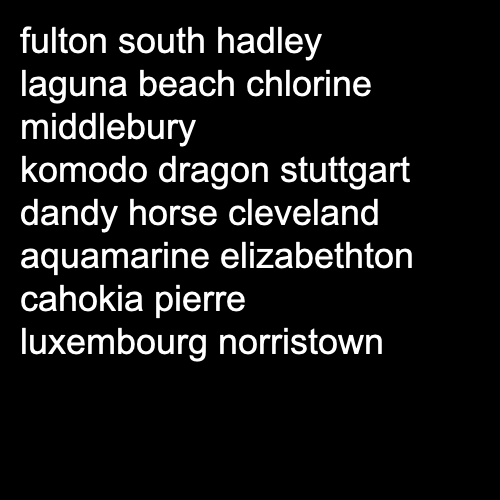 fulton south hadley
laguna beach chlorine
middlebury
komodo dragon stuttgart
dandy horse cleveland
aquamarine elizabethton
cahokia pierre
luxembourg norristown